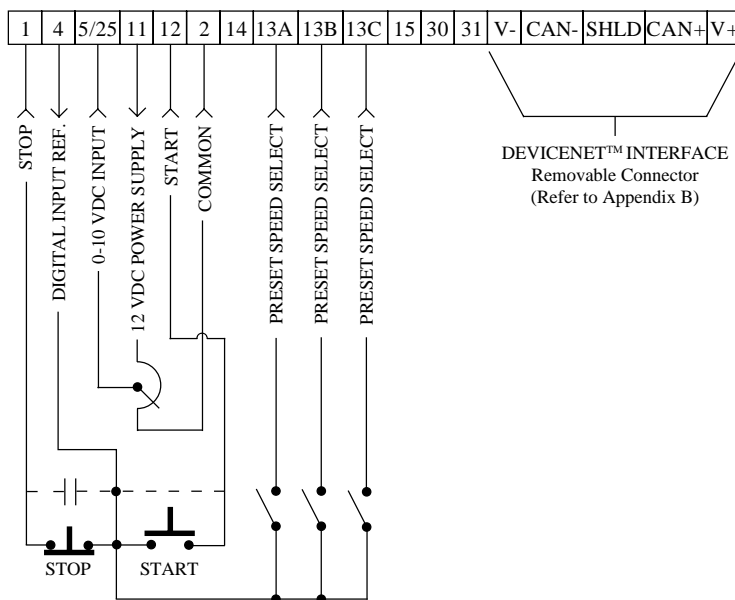 1 4 5/25 11 12 2 14 13A 13B 13C 15 30 31 V- CAN- SHLD CAN+ V+
STOP
DIGITAL INPUT REF.
0-10 VDC INPUT
12 VDC POWER SUPPLY
START
COMMON
PRESET SPEED SELECT
PRESET SPEED SELECT
PRESET SPEED SELECT
DEVICENET™ INTERFACE
Removable Connector
(Refer to Appendix B)
STOP
START